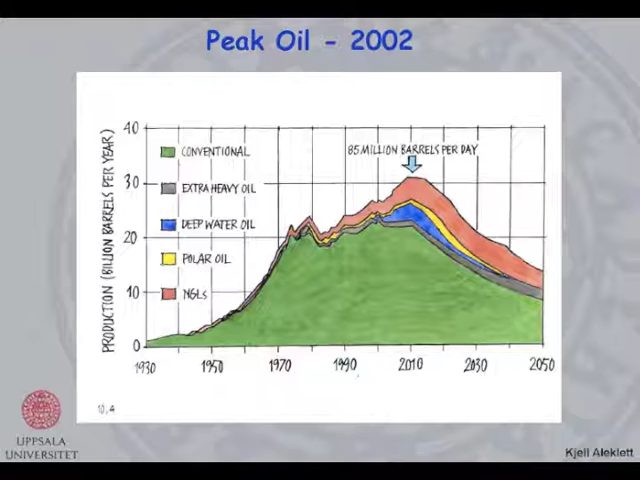 Peak Oil - 2002
PRODUCTION (BILLION BARRELS PER YEAR)
40
30
20
10
0
CONVENTIONAL
EXTRA HEAVY OIL
DEEP WATER OIL
POLAR OIL
NGLs
85 MILLION BARRELS PER DAY
1930 1950 1970 1990 2010 2030 2050
10.4
UPPSALA
UNIVERSITET
Kjell Aleklett